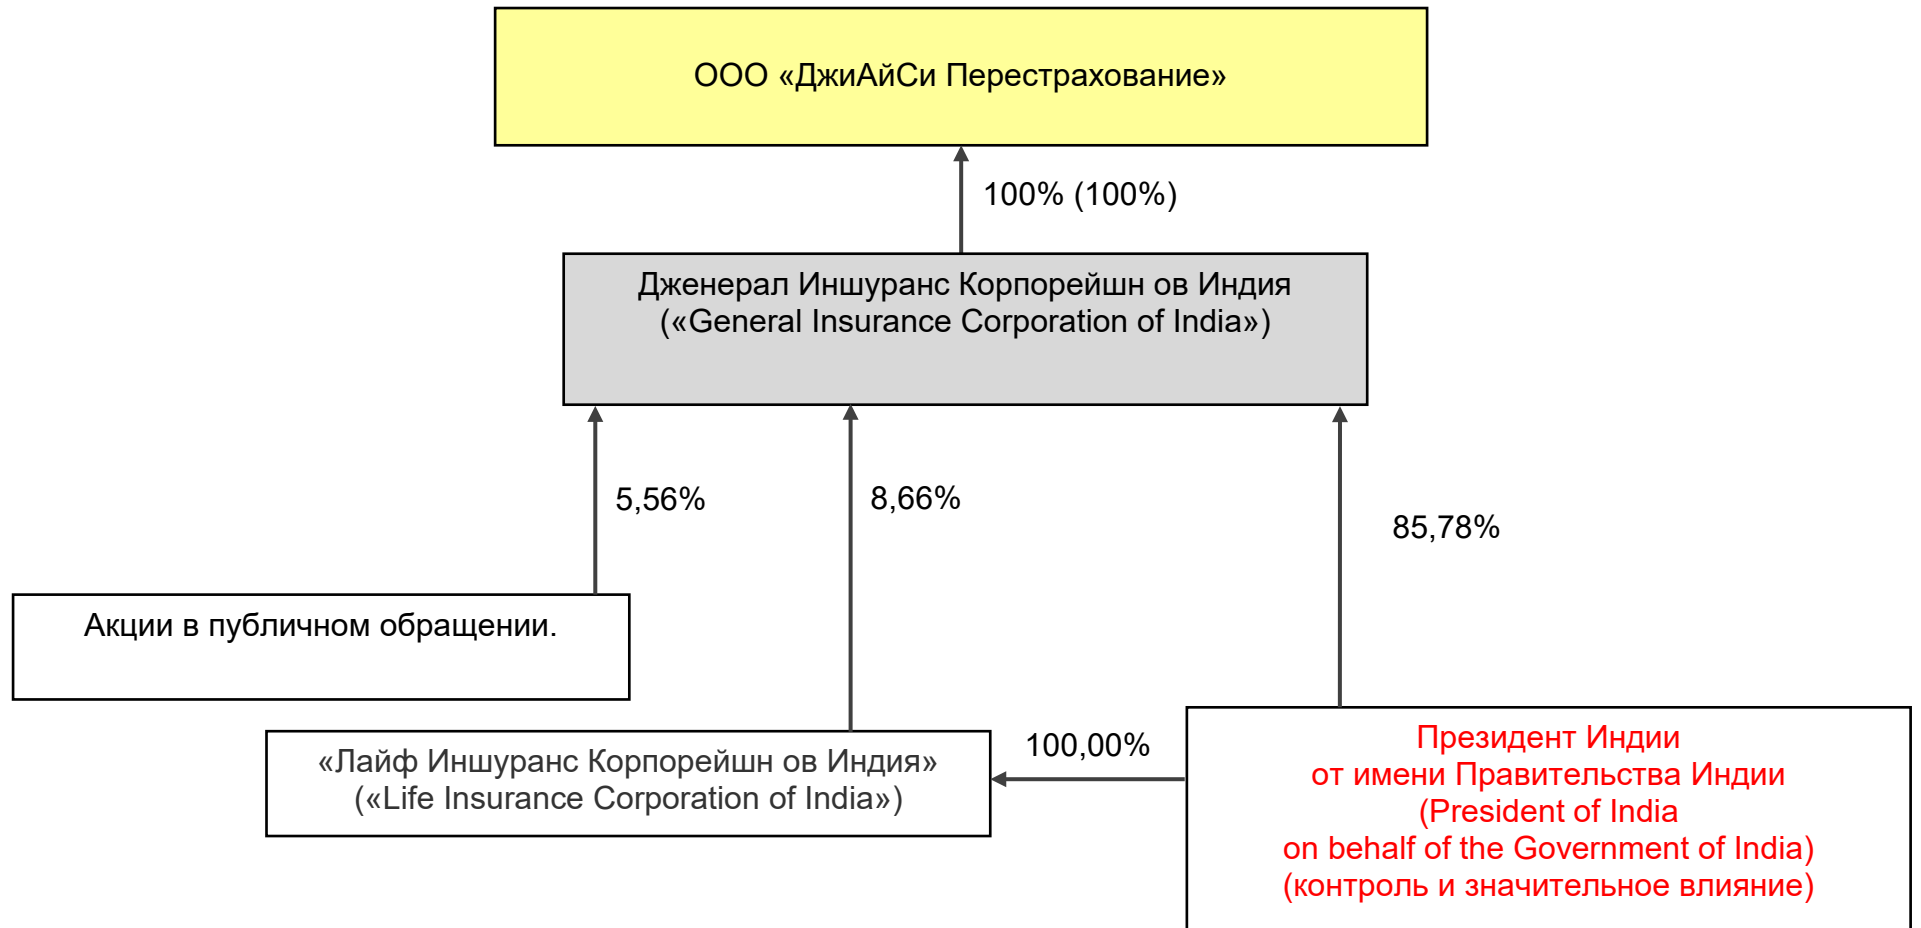 ООО «ДжиАйСи Перестрахование»
100% (100%)
Дженерал Иншуранс Корпорейшн ов Индия
(«General Insurance Corporation of India»)
5,56%
8,66%
85,78%
Акции в публичном обращении.
«Лайф Иншуранс Корпорейшн ов Индия»
(«Life Insurance Corporation of India»)
100,00%
Президент Индии
от имени Правительства Индии
(President of India
on behalf of the Government of India)
(контроль и значительное влияние)